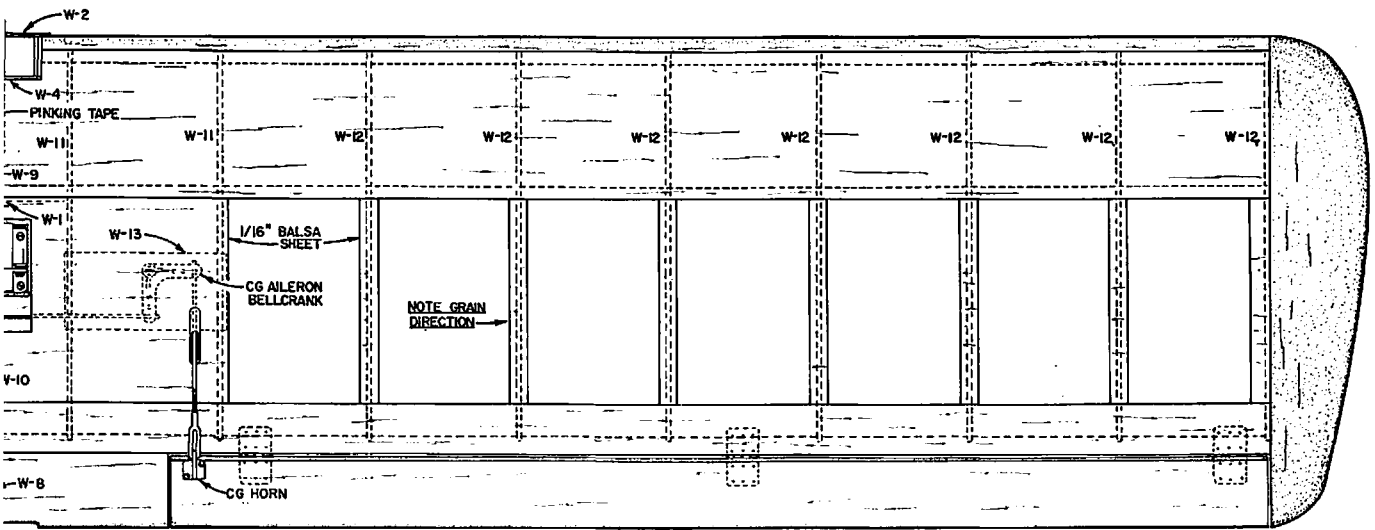 W-2
W-4
PINKING TAPE
W-11
W-11
W-12
W-12
W-12
W-12
W-12
W-12
W-12
W-9
W-1
W-13
1/16" BALSA
SHEET
CG AILERON
BELLCRANK
NOTE GRAIN
DIRECTION
W-10
W-8
CG HORN